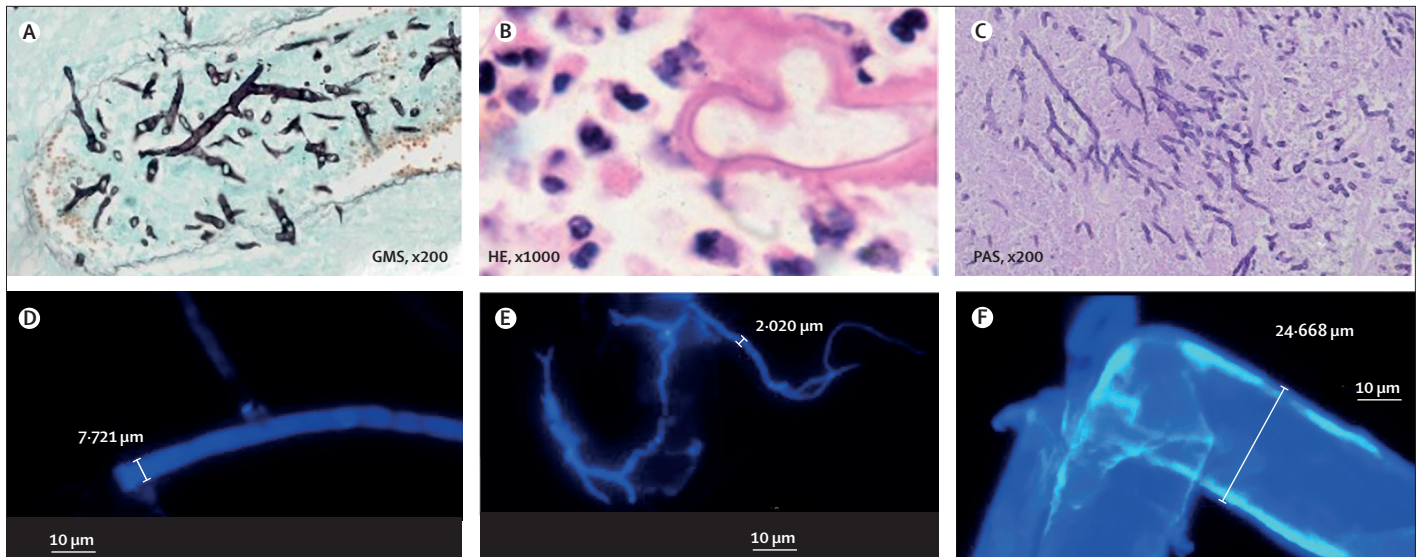 A
GMS, x200
B
HE, x1000
C
PAS, x200
D
7·721 µm
10 µm
E
2·020 µm
10 µm
F
24·668 µm
10 µm